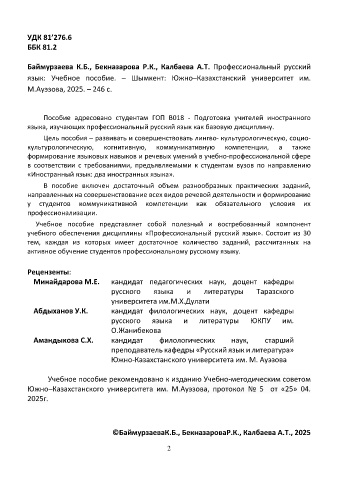 УДК 81’276.6
ББК 81.2
Баймурзаева К.Б., Бекназарова Р.К., Калбаева А.Т. Профессиональный русский
язык: Учебное пособие. – Шымкент: Южно–Казахстанский университет им.
М.Ауэзова, 2025. – 246 с.
Пособие адресовано студентам ГОП В018 - Подготовка учителей иностранного
языка, изучающих профессиональный русский язык как базовую дисциплину.
Цель пособия – развивать и совершенствовать лингво- культурологическую, социо-
культурологическую, когнитивную, коммуникативную компетенции, а также
формирование языковых навыков и речевых умений в учебно-профессиональной сфере
в соответствии с требованиями, предъявляемыми к студентам вузов по направлению
«Иностранный язык: два иностранных языка».
В пособие включен достаточный объем разнообразных практических заданий,
направленных на совершенствование всех видов речевой деятельности и формирование
у студентов коммуникативной компетенции как обязательного условия их
профессионализации.
Учебное пособие представляет собой полезный и востребованный компонент
учебного обеспечения дисциплины «Профессиональный русский язык». Состоит из 30
тем, каждая из которых имеет достаточное количество заданий, рассчитанных на
активное обучение студентов профессиональному русскому языку.
Рецензенты:
Минайдарова М.Е. кандидат педагогических наук, доцент кафедры
русского языка и литературы Таразского
университета им.М.Х.Дулати
Абдыханов У.К. кандидат филологических наук, доцент кафедры
русского языка и литературы ЮКПУ им.
О.Жанибекова
Амандыкова С.Х. кандидат филологических наук, старший
преподаватель кафедры «Русский язык и литература»
Южно-Казахстанского университета им. М. Ауэзова
Учебное пособие рекомендовано к изданию Учебно-методическим советом
Южно–Казахстанского университета им. М.Ауэзова, протокол № 5 от «25» 04.
2025г.
©БаймурзаеваК.Б., БекназароваР.К., Калбаева А.Т., 2025
2